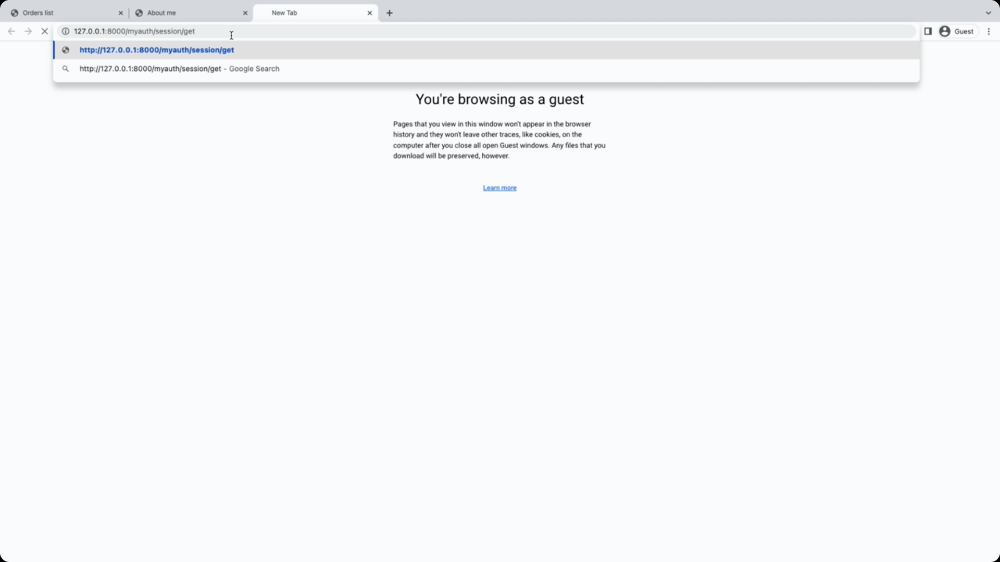 Orders list
About me
New Tab
127.0.0.1:8000/myauth/session/get
Guest
http://127.0.0.1:8000/myauth/session/get
http://127.0.0.1:8000/myauth/session/get - Google Search
You're browsing as a guest
Pages that you view in this window won't appear in the browser
history and they won't leave other traces, like cookies, on the
computer after you close all open Guest windows. Any files that you
download will be preserved, however.
Learn more